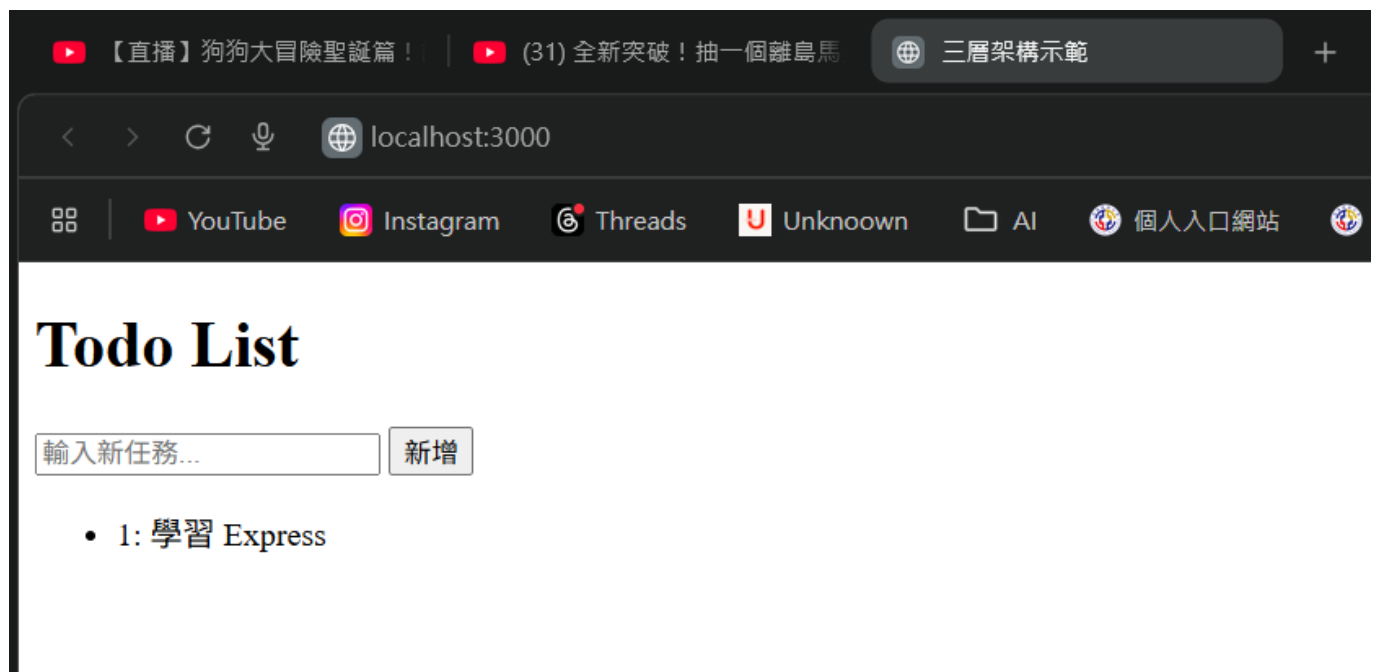 【直播】狗狗大冒險聖誕篇！
(31) 全新突破！抽一個離島馬
三層架構示範
localhost:3000
YouTube
Instagram
Threads
Unknoown
AI
個人入口網站
Todo List
輸入新任務...
新增
1: 學習 Express